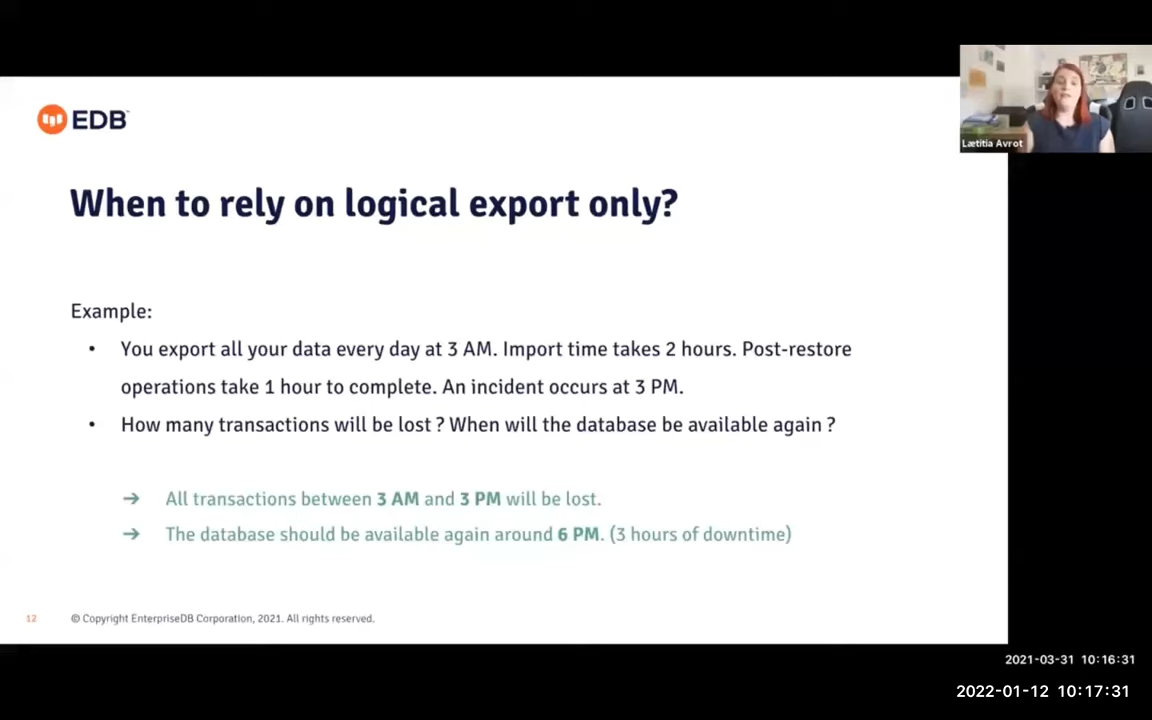 EDB™
Lætitia Avrot
When to rely on logical export only?
Example:
• You export all your data every day at 3 AM. Import time takes 2 hours. Post-restore
operations take 1 hour to complete. An incident occurs at 3 PM.
• How many transactions will be lost ? When will the database be available again ?
→ All transactions between 3 AM and 3 PM will be lost.
→ The database should be available again around 6 PM. (3 hours of downtime)
12 © Copyright EnterpriseDB Corporation, 2021. All rights reserved.
2021-03-31 10:16:31
2022-01-12 10:17:31